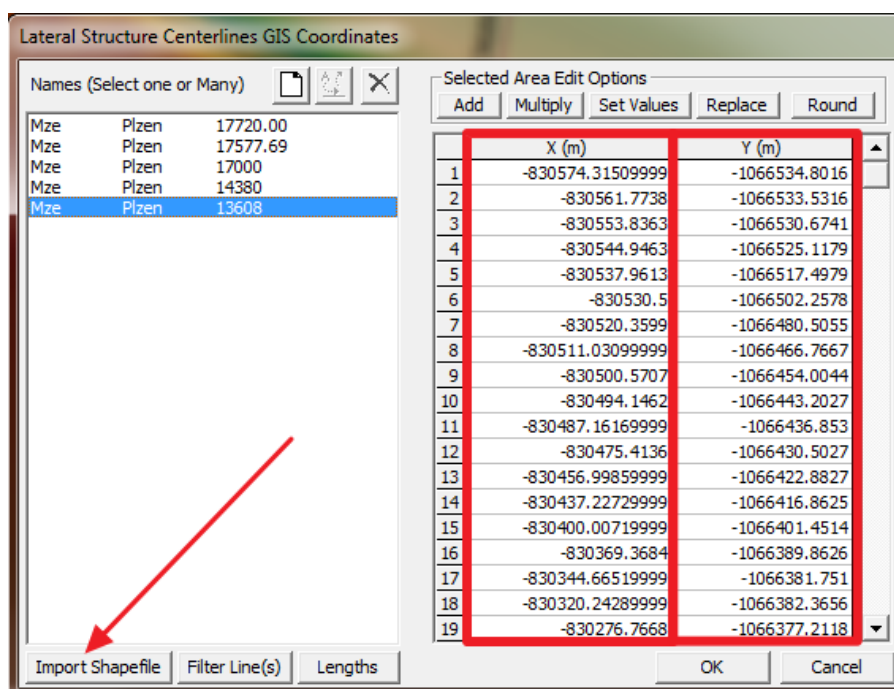 Lateral Structure Centerlines GIS Coordinates
Names (Select one or Many)
Mze Plzen 17720.00
Mze Plzen 17577.69
Mze Plzen 17000
Mze Plzen 14380
Mze Plzen 13608
Import Shapefile Filter Line(s) Lengths
Selected Area Edit Options
Add Multiply Set Values Replace Round
X (m) Y (m)
1 -830574.31509999 -1066534.8016
2 -830561.7738 -1066533.5316
3 -830553.8363 -1066530.6741
4 -830544.9463 -1066525.1179
5 -830537.9613 -1066517.4979
6 -830530.5 -1066502.2578
7 -830520.3599 -1066480.5055
8 -830511.03099999 -1066466.7667
9 -830500.5707 -1066454.0044
10 -830494.1462 -1066443.2027
11 -830487.16169999 -1066436.853
12 -830475.4136 -1066430.5027
13 -830456.99859999 -1066422.8827
14 -830437.22729999 -1066416.8625
15 -830400.00719999 -1066401.4514
16 -830369.3684 -1066389.8626
17 -830344.66519999 -1066381.751
18 -830320.24289999 -1066382.3656
19 -830276.7668 -1066377.2118
OK Cancel